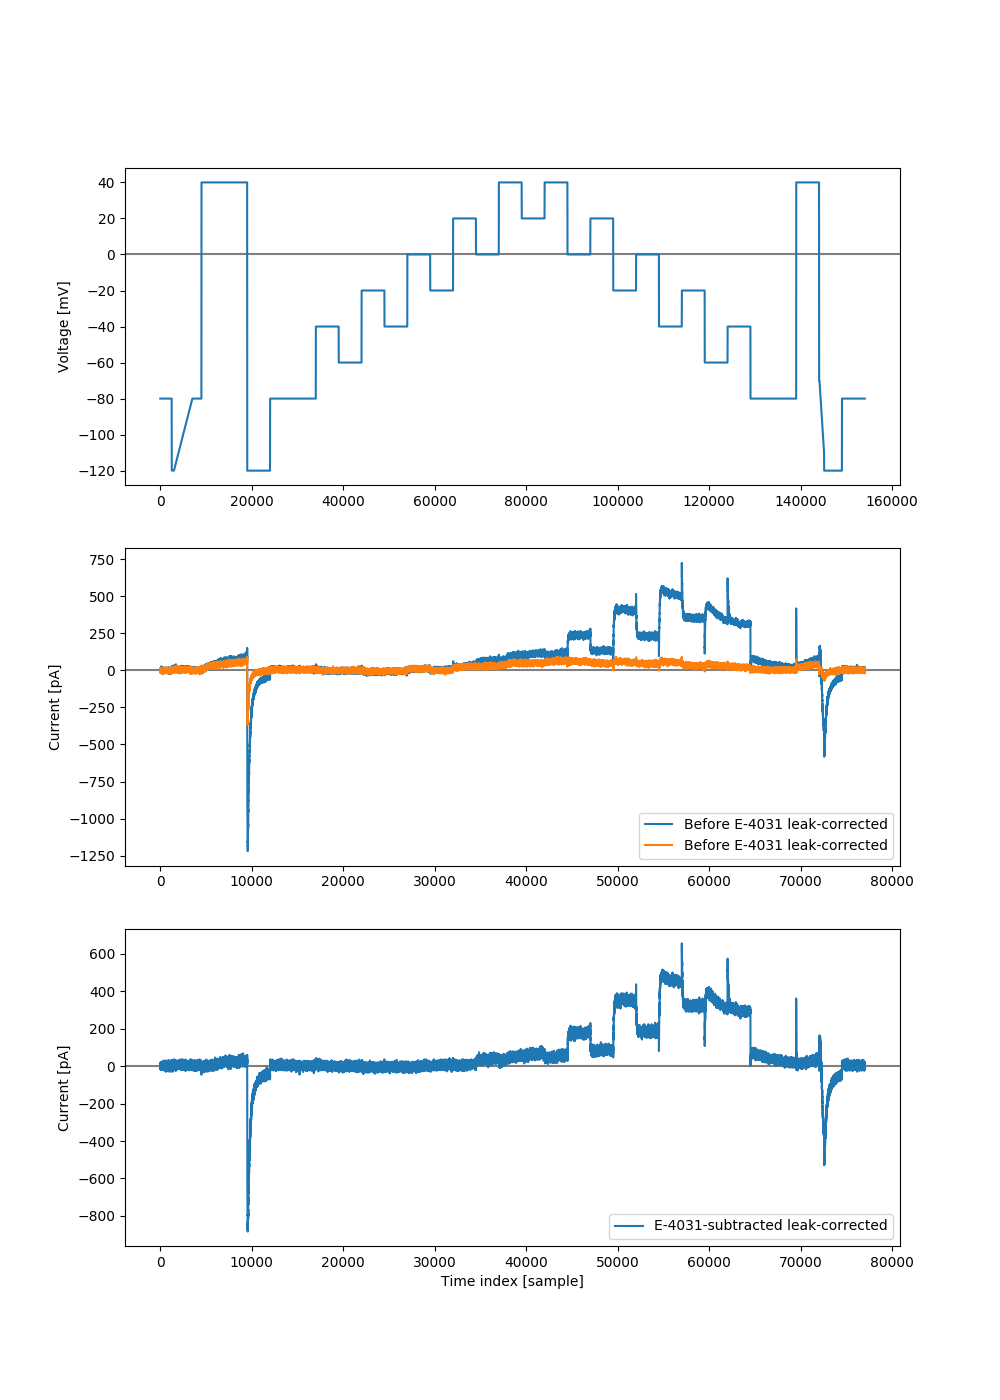 40
20
0
−20
−40
−60
−80
−100
−120
Voltage [mV]
0 20000 40000 60000 80000 100000 120000 140000 160000
750
500
250
0
−250
−500
−750
−1000
−1250
Current [pA]
Before E-4031 leak-corrected
Before E-4031 leak-corrected
0 10000 20000 30000 40000 50000 60000 70000 80000
600
400
200
0
−200
−400
−600
−800
Current [pA]
E-4031-subtracted leak-corrected
0 10000 20000 30000 40000 50000 60000 70000 80000
Time index [sample]